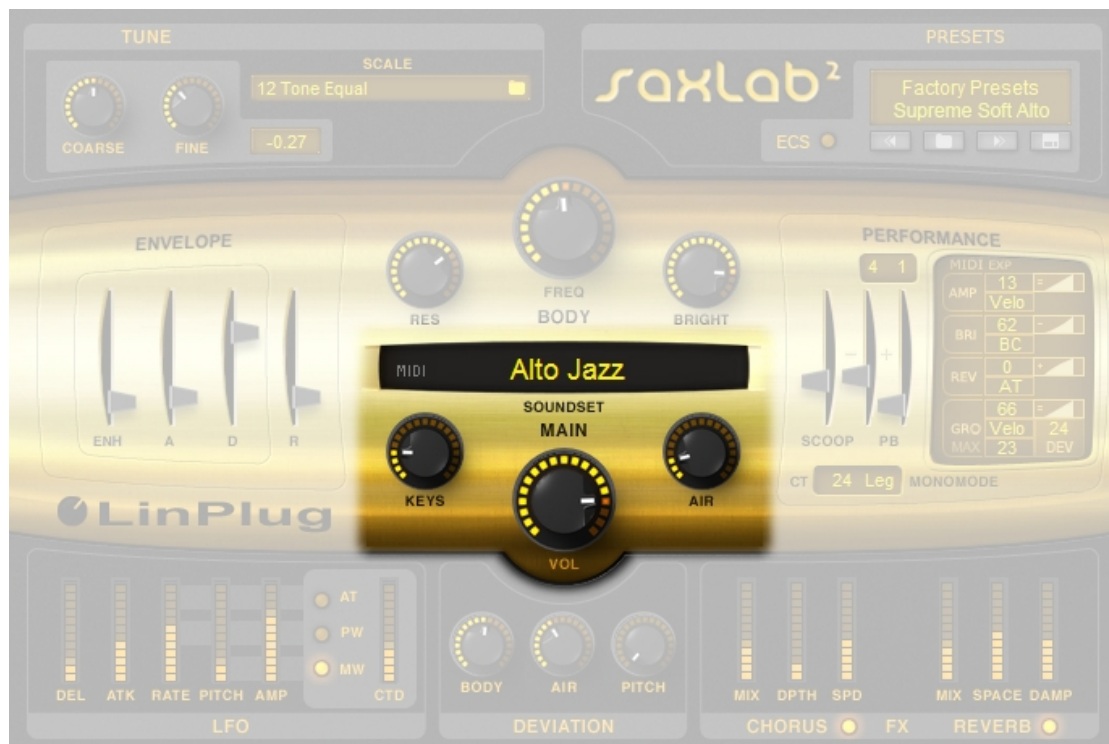 TUNE
COARSE
FINE
SCALE
12 Tone Equal
-0.27
saxlab²
PRESETS
Factory Presets
Supreme Soft Alto
ECS
ENVELOPE
ENH A D R
RES
FREQ
BODY
BRIGHT
PERFORMANCE
4 1
SCOOP
- +
PB
MIDI EXP
AMP 13 =
Velo
BRI 62 -
BC
REV 0 +
AT
66 =
GRO Velo 24
MAX 23 DEV
CT 24 Leg MONOMODE
MIDI Alto Jazz
SOUNDSET
MAIN
KEYS
AIR
VOL
LinPlug
DEL ATK RATE PITCH AMP
AT
PW
MW
CTD
LFO
BODY AIR PITCH
DEVIATION
MIX DPTH SPD
MIX SPACE DAMP
CHORUS FX REVERB